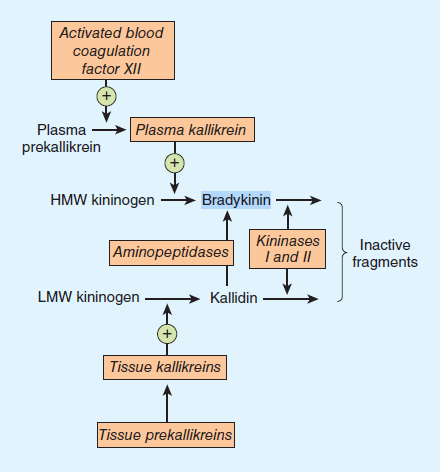 Activated blood
coagulation
factor XII
+
Plasma
prekallikrein
Plasma kallikrein
+
HMW kininogen
Bradykinin
Aminopeptidases
Kininases
I and II
Inactive
fragments
LMW kininogen
Kallidin
+
Tissue kallikreins
Tissue prekallikreins